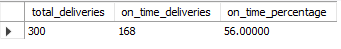 total_deliveries on_time_deliveries on_time_percentage
300 168 56.00000